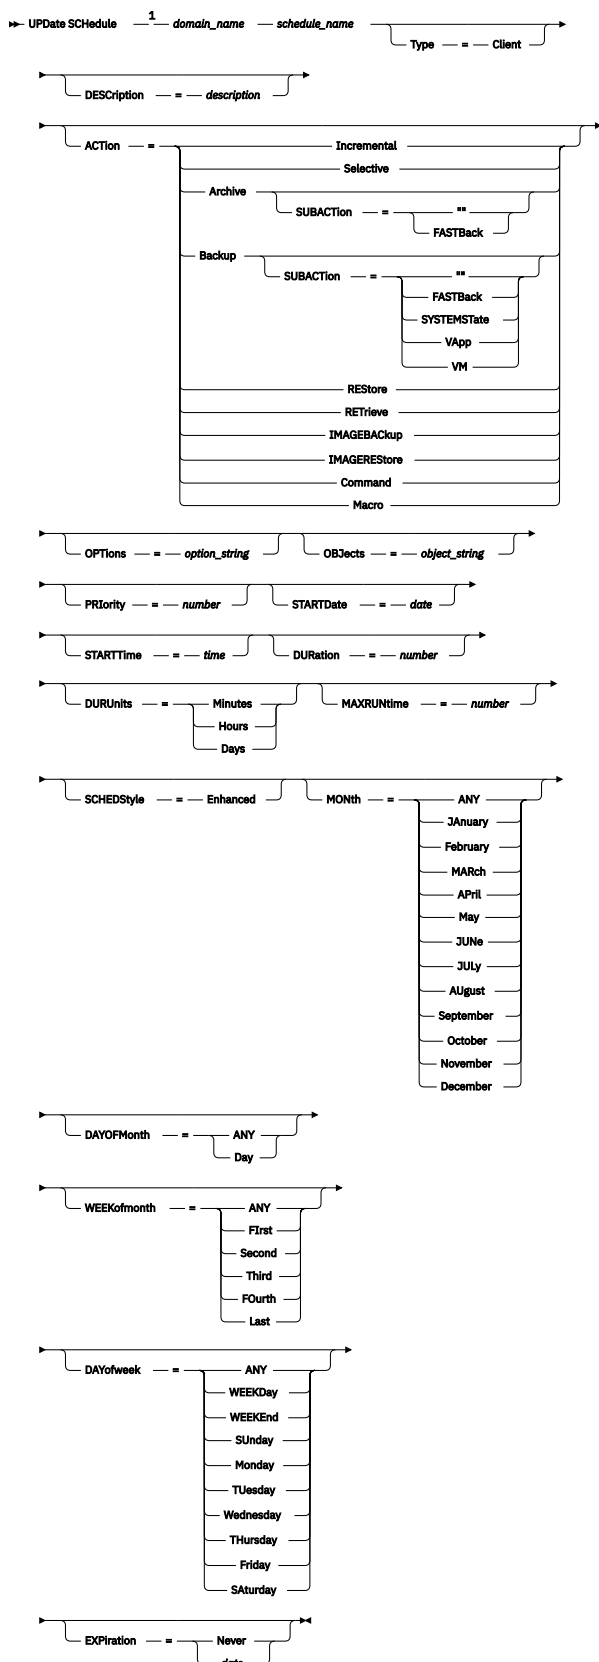 UPDate SCHedule 1 domain_name schedule_name
Type = Client
DESCription = description
ACTion = Incremental
Selective
Archive
SUBACTion = ""
FASTBack
Backup
SUBACTion = ""
FASTBack
SYSTEMSTate
VApp
VM
REStore
RETrieve
IMAGEBACkup
IMAGEREStore
Command
Macro
OPTions = option_string OBJects = object_string
PRIority = number STARTDate = date
STARTTime = time DURation = number
DURUnits = Minutes MAXRUNtime = number
Hours
Days
SCHEDStyle = Enhanced MONth = ANY
JAnuary
February
MARch
APril
May
JUNe
JULy
AUgust
September
October
November
December
DAYOFMonth = ANY
Day
WEEKofmonth = ANY
FIrst
Second
Third
FOurth
Last
DAYofweek = ANY
WEEKDay
WEEKEnd
SUnday
Monday
TUesday
Wednesday
THursday
Friday
SAturday
EXPiration = Never